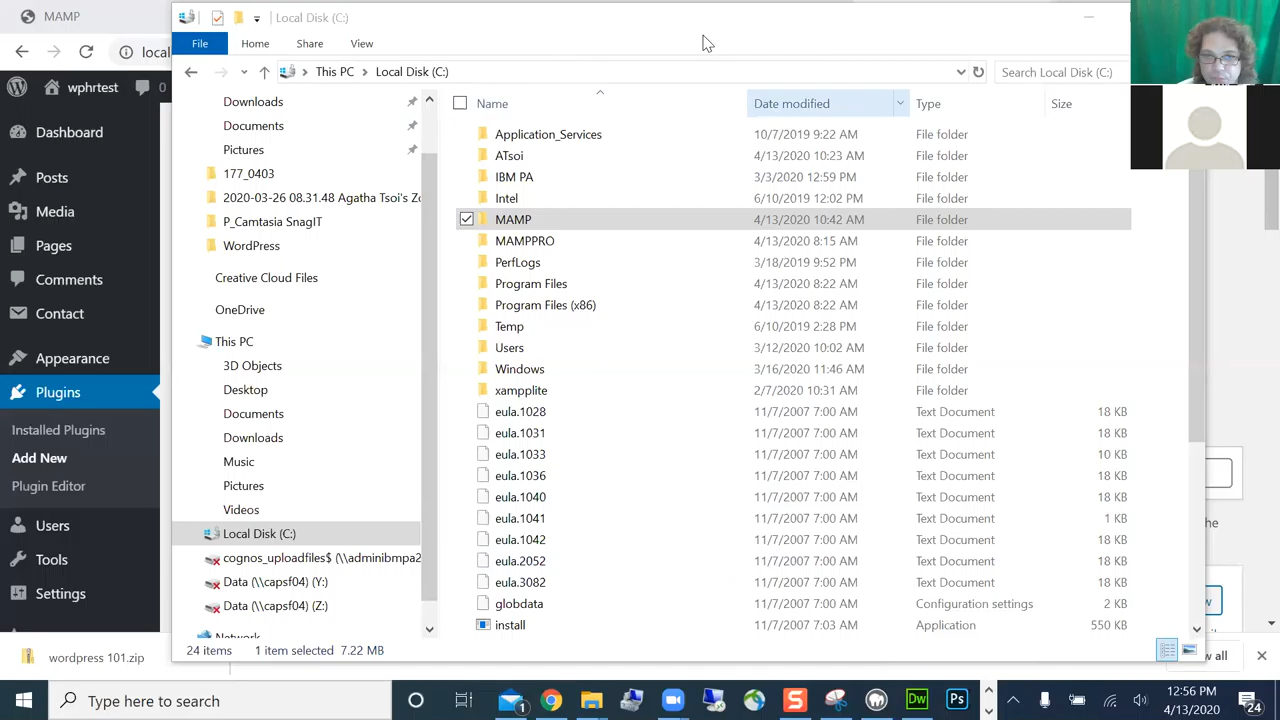 MAMP
Local Disk (C:)
File
Home
Share
View
local
This PC
Local Disk (C:)
Search Local Disk (C:)
wphrtest
0
Dashboard
Posts
Media
Pages
Comments
Contact
Appearance
Plugins
Installed Plugins
Add New
Plugin Editor
Users
Tools
Settings
Downloads
Documents
Pictures
177_0403
2020-03-26 08.31.48 Agatha Tsoi's Zo
P_Camtasia SnagIT
WordPress
Creative Cloud Files
OneDrive
This PC
3D Objects
Desktop
Documents
Downloads
Music
Pictures
Videos
Local Disk (C:)
cognos_uploadfiles$ (\\adminibmpa2
Data (\\capsf04) (Y:)
Data (\\capsf04) (Z:)
Network
Name Date modified Type Size
Application_Services 10/7/2019 9:22 AM File folder
ATsoi 4/13/2020 10:23 AM File folder
IBM PA 3/3/2020 12:59 PM File folder
Intel 6/10/2019 12:02 PM File folder
MAMP 4/13/2020 10:42 AM File folder
MAMPPRO 4/13/2020 8:15 AM File folder
PerfLogs 3/18/2019 9:52 PM File folder
Program Files 4/13/2020 8:22 AM File folder
Program Files (x86) 4/13/2020 8:22 AM File folder
Temp 6/10/2019 2:28 PM File folder
Users 3/12/2020 10:02 AM File folder
Windows 3/16/2020 11:46 AM File folder
xampplite 2/7/2020 10:31 AM File folder
eula.1028 11/7/2007 7:00 AM Text Document 18 KB
eula.1031 11/7/2007 7:00 AM Text Document 18 KB
eula.1033 11/7/2007 7:00 AM Text Document 10 KB
eula.1036 11/7/2007 7:00 AM Text Document 18 KB
eula.1040 11/7/2007 7:00 AM Text Document 18 KB
eula.1041 11/7/2007 7:00 AM Text Document 1 KB
eula.1042 11/7/2007 7:00 AM Text Document 18 KB
eula.2052 11/7/2007 7:00 AM Text Document 18 KB
eula.3082 11/7/2007 7:00 AM Text Document 18 KB
globdata 11/7/2007 7:00 AM Configuration settings 2 KB
install 11/7/2007 7:03 AM Application 550 KB
he
w
24 items 1 item selected 7.22 MB
wordpress 101.zip
w all
Type here to search
1
S
Dw
Ps
12:56 PM
4/13/2020
24